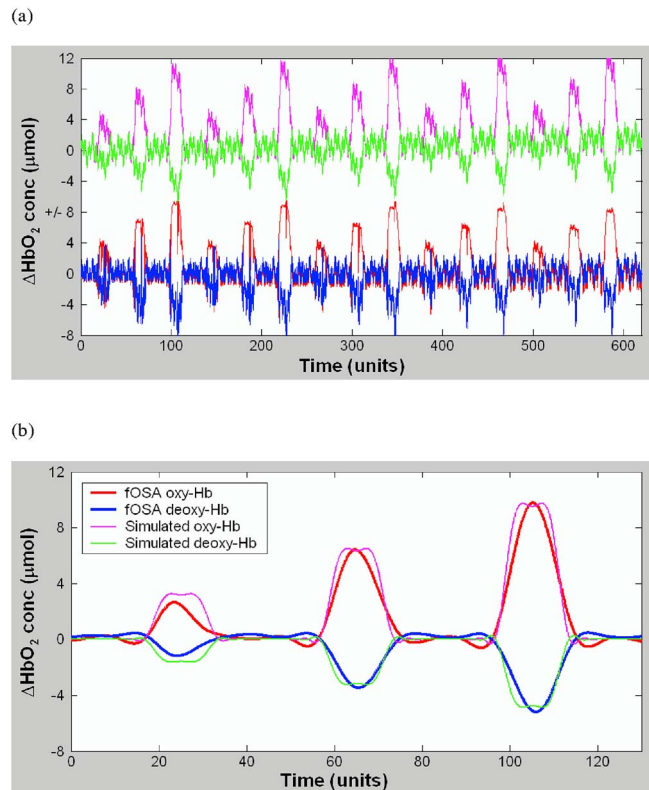 (a)
12
8
4
0
-4
+/- 8
4
0
-4
-8
ΔHbO₂ conc (μmol)
0 100 200 300 400 500 600
Time (units)
(b)
12
8
4
0
-4
-8
ΔHbO₂ conc (μmol)
fOSA oxy-Hb
fOSA deoxy-Hb
Simulated oxy-Hb
Simulated deoxy-Hb
0 20 40 60 80 100 120
Time (units)